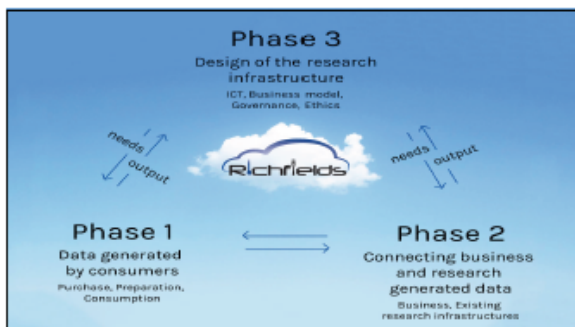 Phase 3
Design of the research
infrastructure
ICT, Business model,
Governance, Ethics
needs
output
needs
output
Richfields
Phase 1
Data generated
by consumers
Purchase, Preparation,
Consumption
Phase 2
Connecting business
and research
generated data
Business, Existing
research infrastructures